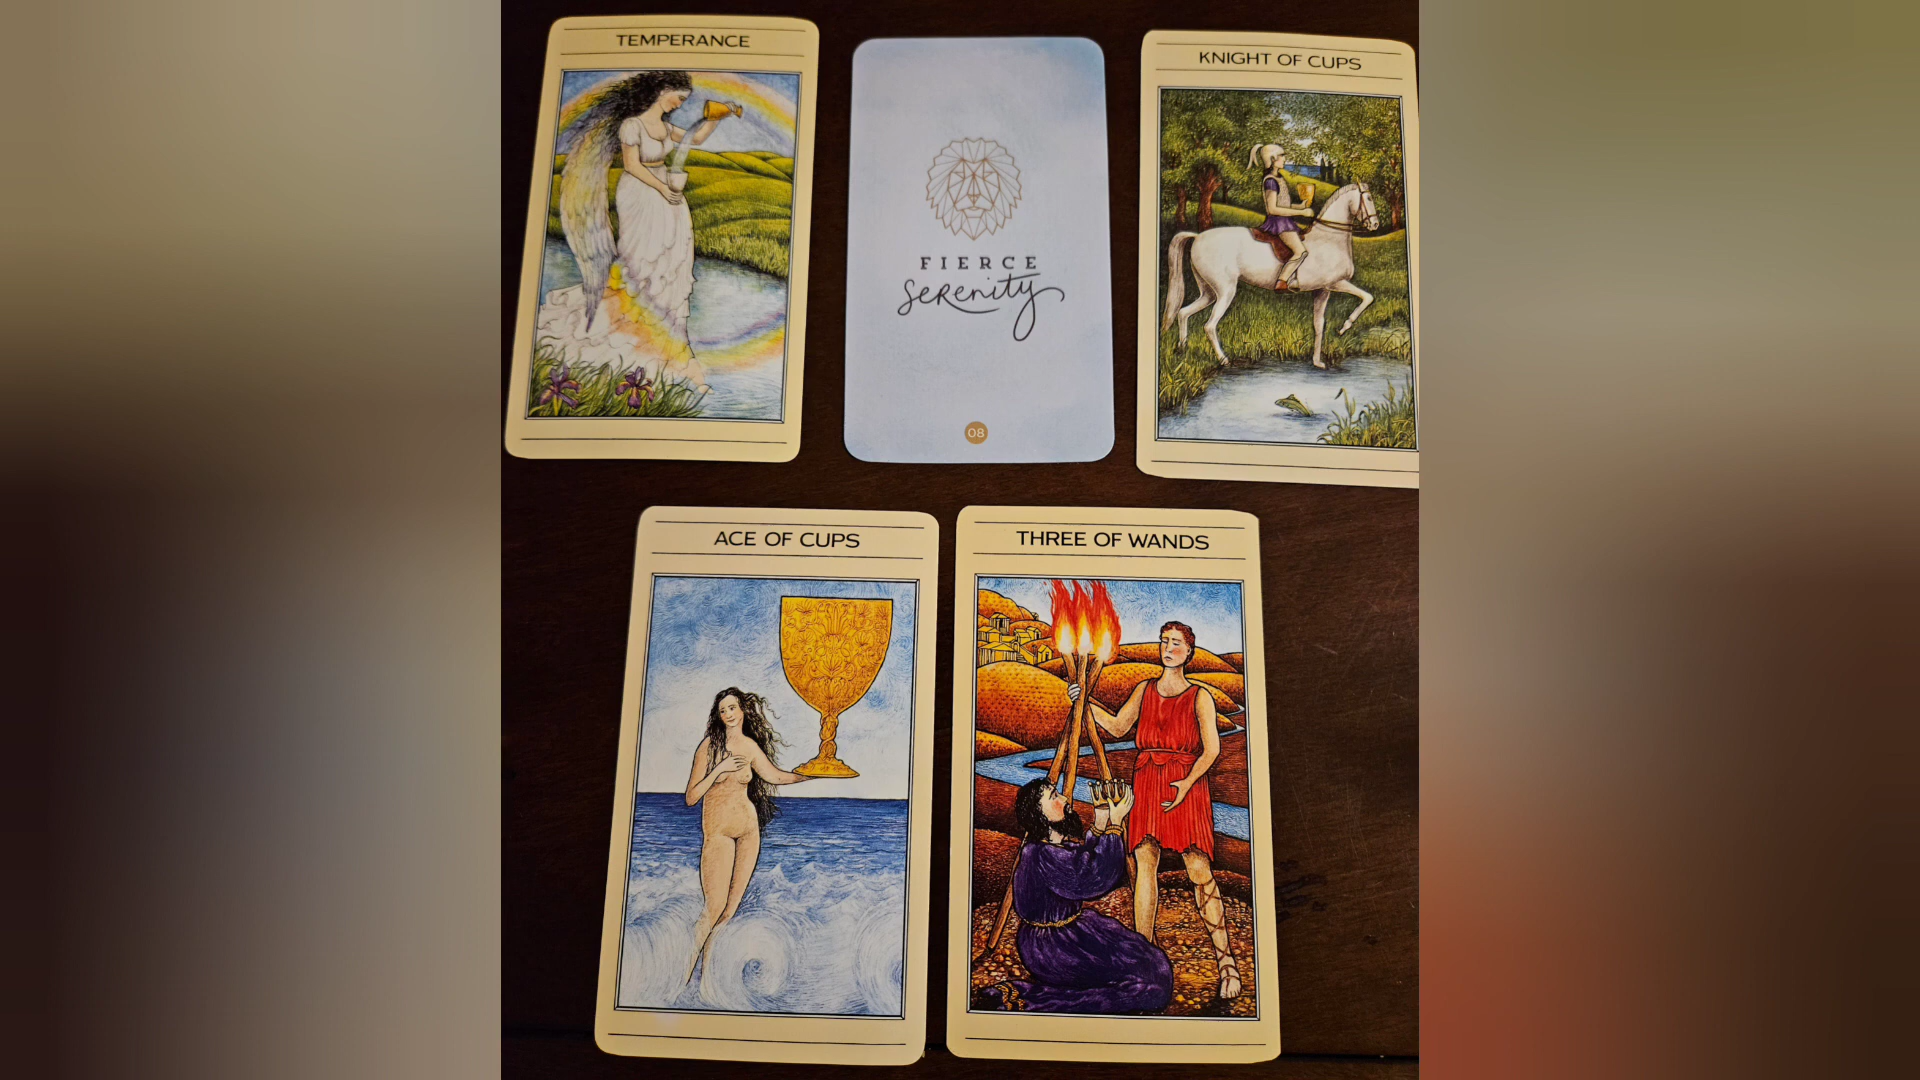 TEMPERANCE
FIERCE
serenity
08
KNIGHT OF CUPS
ACE OF CUPS
THREE OF WANDS